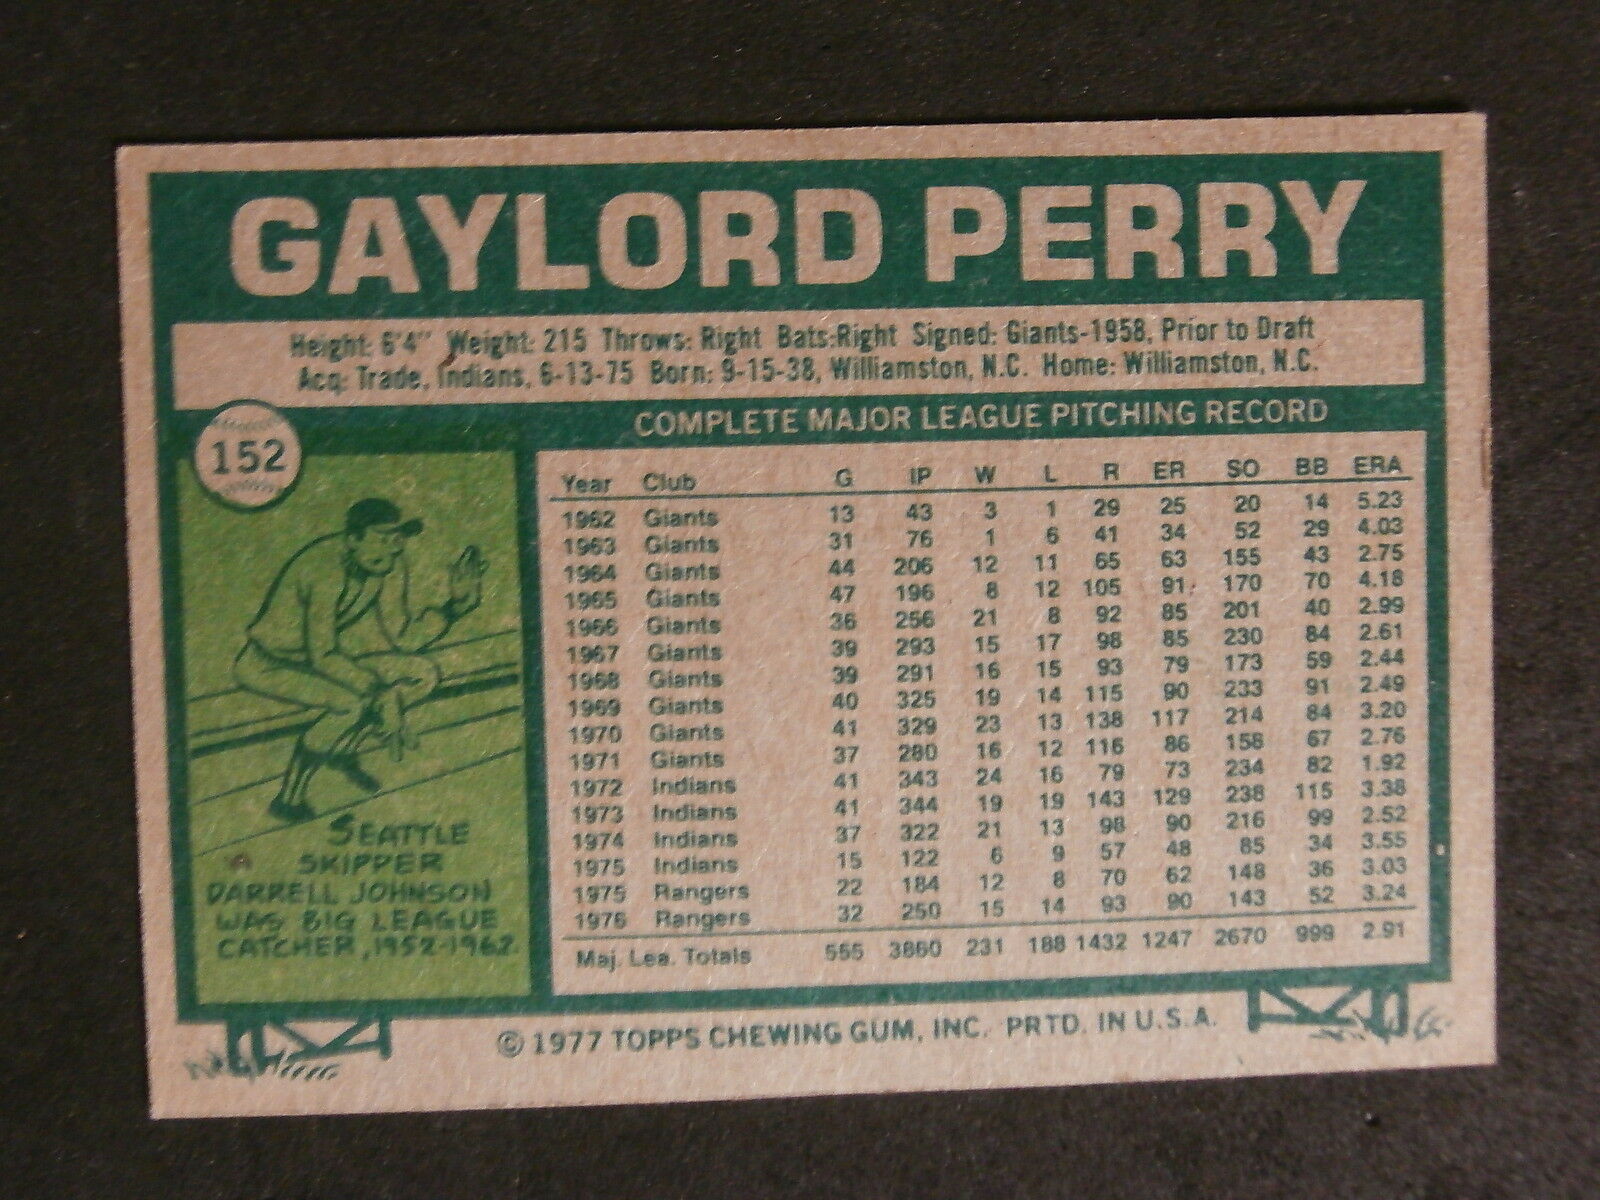 GAYLORD PERRY
Height: 6'4" Weight: 215 Throws: Right Bats: Right Signed: Giants-1958, Prior to Draft
Acq: Trade, Indians, 6-13-75 Born: 9-15-38, Williamston, N.C. Home: Williamston, N.C.
152
COMPLETE MAJOR LEAGUE PITCHING RECORD
Year Club G IP W L R ER SO BB ERA
1962 Giants 13 43 3 1 29 25 20 14 5.23
1963 Giants 31 76 1 6 41 34 52 29 4.03
1964 Giants 44 206 12 11 65 63 155 43 2.75
1965 Giants 47 196 8 12 105 91 170 70 4.18
1966 Giants 36 256 21 8 92 85 201 40 2.99
1967 Giants 39 293 15 17 98 85 230 84 2.61
1968 Giants 39 291 16 15 93 79 173 59 2.44
1969 Giants 40 325 19 14 115 90 233 91 2.49
1970 Giants 41 329 23 13 138 117 214 84 3.20
1971 Giants 37 280 16 12 116 86 158 67 2.76
1972 Indians 41 343 24 16 79 73 234 82 1.92
1973 Indians 41 344 19 19 143 129 238 115 3.38
1974 Indians 37 322 21 13 98 90 216 99 2.52
1975 Indians 15 122 6 9 57 48 85 34 3.55
1975 Rangers 22 184 12 8 70 62 148 36 3.03
1976 Rangers 32 250 15 14 93 90 143 52 3.24
Maj. Lea. Totals 555 3860 231 188 1432 1247 2670 999 2.91
SEATTLE
SKIPPER
DARRELL JOHNSON
WAS BIG LEAGUE
CATCHER, 1952-1962.
© 1977 TOPPS CHEWING GUM, INC. PRTD. IN U.S.A.